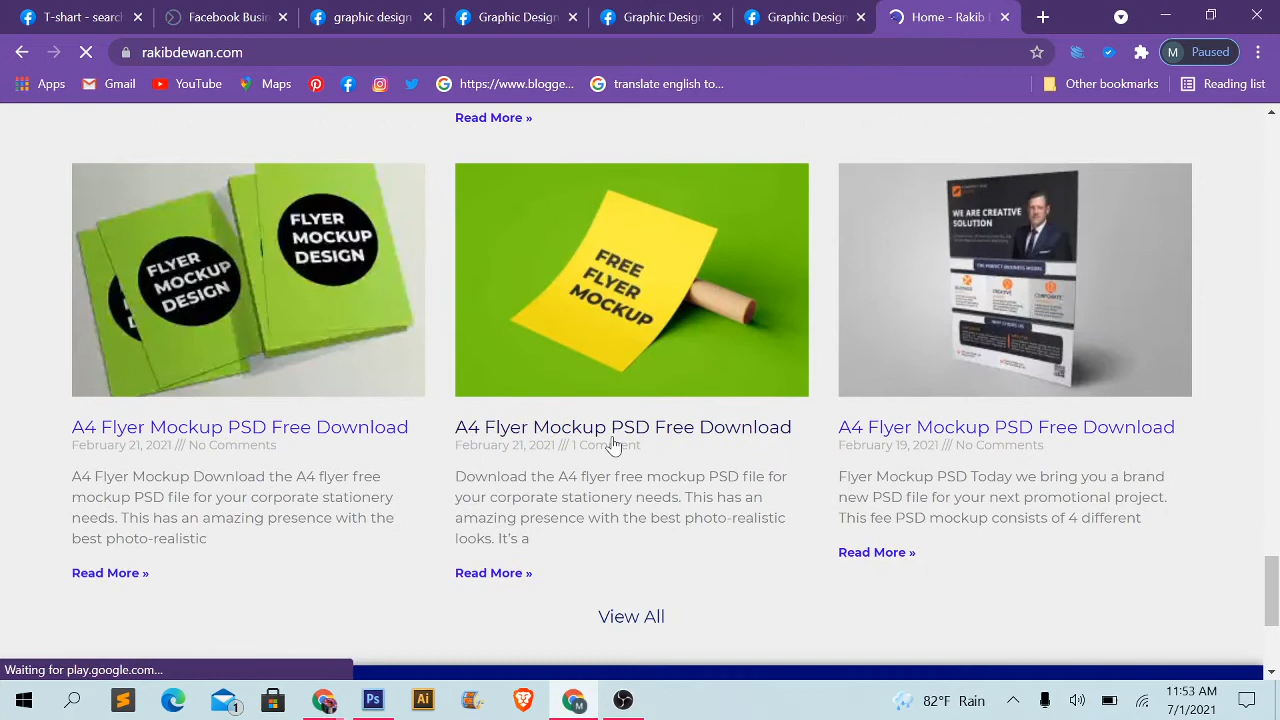 T-shart busin
Facebook Busin
graphic design
Graphic Design
Graphic Design
Graphic Design
Home - Rakib
rakibdewan.com
M Paused
Apps
Gmail
YouTube
Maps
https://www.blogge...
translate english to...
Other bookmarks
Reading list
Read More »
FLYER
MOCKUP
DESIGN
FLYER
MOCKUP
DESIGN
FREE
FLYER
MOCKUP
WE ARE CREATIVE
SOLUTION
A4 Flyer Mockup PSD Free Download
February 21, 2021 /// No Comments
A4 Flyer Mockup Download the A4 flyer free
mockup PSD file for your corporate stationery
needs. This has an amazing presence with the
best photo-realistic
Read More »
A4 Flyer Mockup PSD Free Download
February 21, 2021 /// 1 Comment
Download the A4 flyer free mockup PSD file for
your corporate stationery needs. This has an
amazing presence with the best photo-realistic
looks. It's a
Read More »
A4 Flyer Mockup PSD Free Download
February 19, 2021 /// No Comments
Flyer Mockup PSD Today we bring you a brand
new PSD file for your next promotional project.
This fee PSD mockup consists of 4 different
Read More »
View All
Waiting for play.google.com...
Ps
Ai
1
M
82°F Rain
11:53 AM
7/1/2021